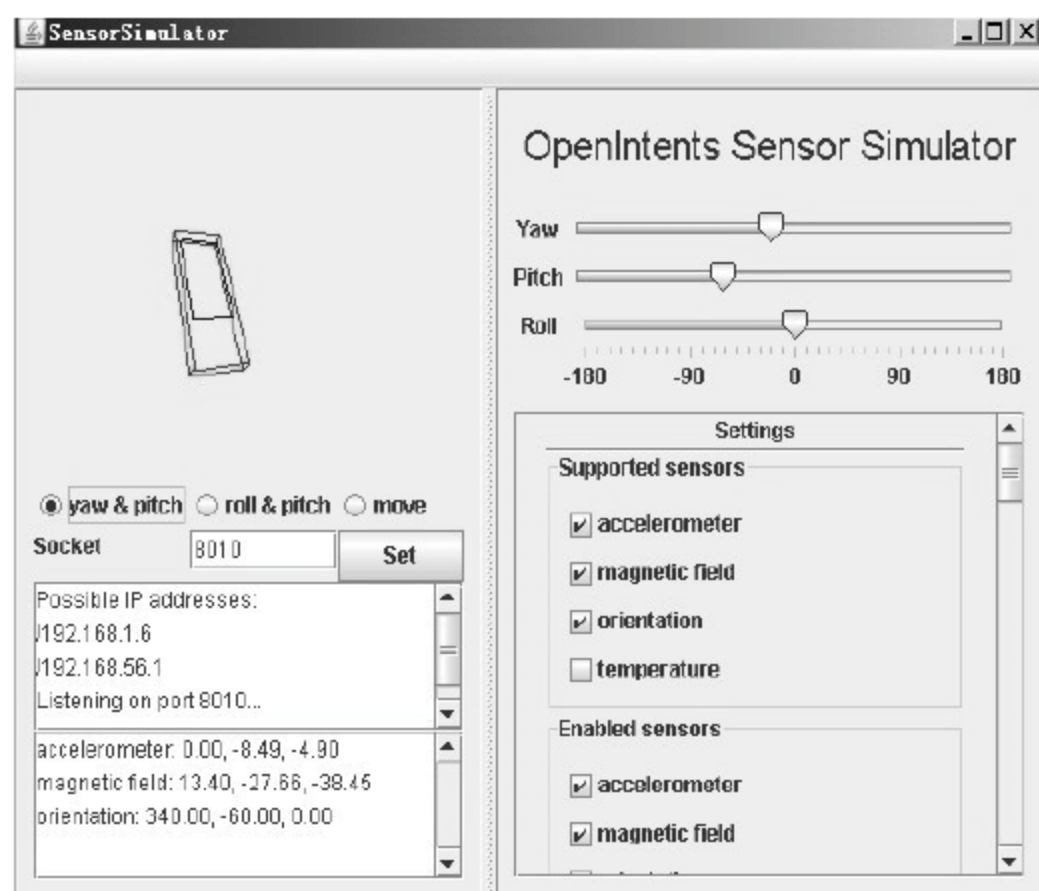 SensorSimulator
yaw & pitch roll & pitch move
Socket 8010 Set
Possible IP addresses:
/192.168.1.6
/192.168.56.1
Listening on port 8010...
accelerometer: 0.00, -8.49, -4.90
magnetic field: 13.40, -27.66, -38.45
orientation: 340.00, -60.00, 0.00
OpenIntents Sensor Simulator
Yaw
Pitch
Roll
-180 -90 0 90 180
Settings
Supported sensors
accelerometer
magnetic field
orientation
temperature
Enabled sensors
accelerometer
magnetic field